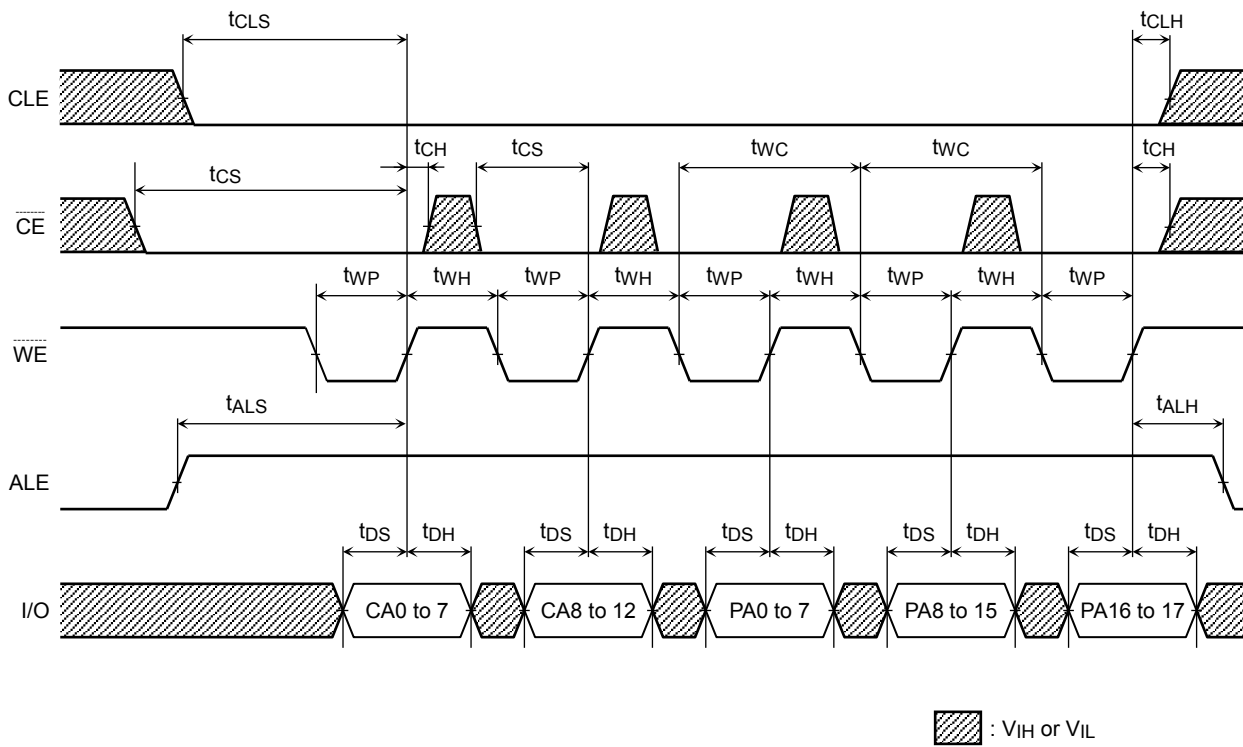 tCLS
tCLH
CLE
tCH
tCS
tWC
tWC
tCH
tCS
CE
tWP
tWH
tWP
tWH
tWP
tWH
tWP
tWH
tWP
WE
tALS
tALH
ALE
tDS
tDH
tDS
tDH
tDS
tDH
tDS
tDH
tDS
tDH
I/O
CA0 to 7
CA8 to 12
PA0 to 7
PA8 to 15
PA16 to 17
: VIH or VIL